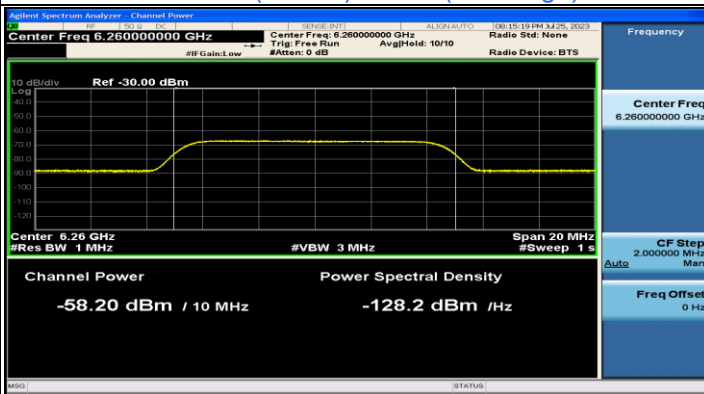 Agilent Spectrum Analyzer - Channel Power
RF 50 Ω DC SENSE:INT ALIGN AUTO 08:15:19 PM Jul 25, 2023
Center Freq 6.260000000 GHz Center Freq: 6.260000000 GHz Radio Std: None Frequency
Trig: Free Run Avg|Hold: 10/10
#IFGain:Low #Atten: 0 dB Radio Device: BTS
10 dB/div Ref -30.00 dBm
Log
-40.0
-50.0
-60.0
-70.0
-80.0
-90.0
-100
-110
-120
Center Freq
6.260000000 GHz
Center 6.26 GHz Span 20 MHz
#Res BW 1 MHz #VBW 3 MHz #Sweep 1 s
CF Step
2.000000 MHz
Auto Man
Channel Power Power Spectral Density
-58.20 dBm / 10 MHz -128.2 dBm /Hz
Freq Offset
0 Hz
MSG STATUS